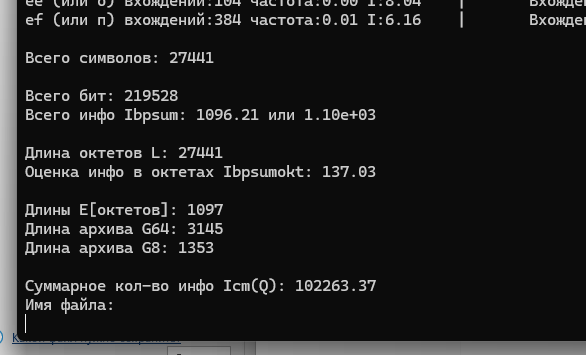 ee (или о) вхождений:104 частота:0.00 I:8.04
ef (или п) вхождений:384 частота:0.01 I:6.16 | Вхожден
Всего символов: 27441
Всего бит: 219528
Всего инфо Ibpsum: 1096.21 или 1.10e+03
Длина октетов L: 27441
Оценка инфо в октетах Ibpsumokt: 137.03
Длины E[октетов]: 1097
Длина архива G64: 3145
Длина архива G8: 1353
Суммарное кол-во инфо Icm(Q): 102263.37
Имя файла: